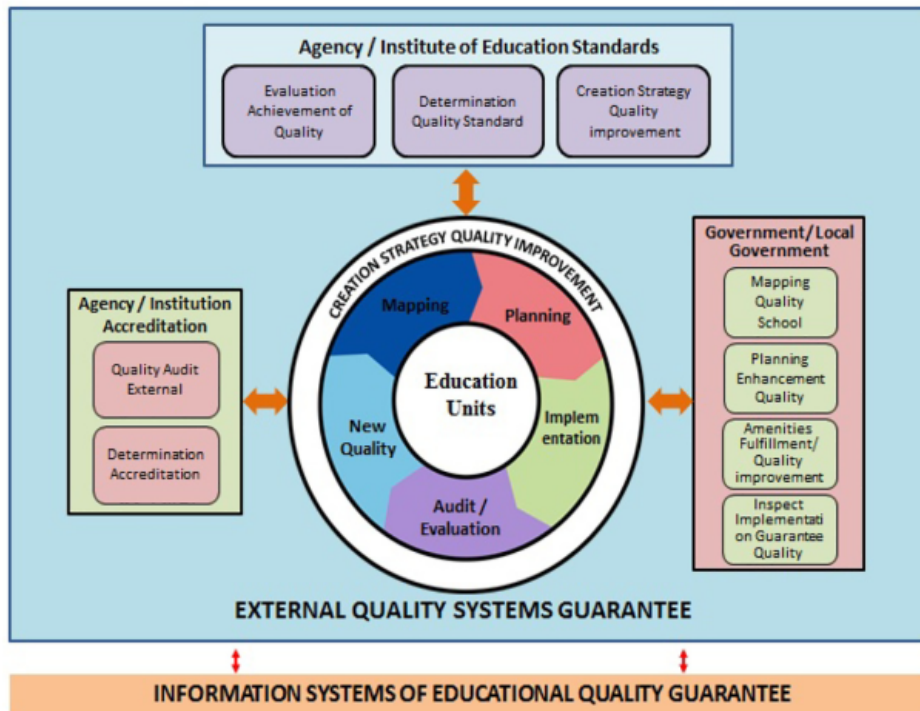 Agency / Institute of Education Standards
Evaluation
Achievement of
Quality
Determination
Quality Standard
Creation Strategy
Quality
improvement
CREATION STRATEGY QUALITY IMPROVEMENT
Mapping
Planning
Implem
entation
Audit /
Evaluation
New
Quality
Education
Units
Agency / Institution
Accreditation
Quality Audit
External
Determination
Accreditation
Government/ Local
Government
Mapping
Quality
School
Planning
Enhancement
Quality
Amenities
Fulfillment/
Quality
improvement
Inspect
Implementati
on Guarantee
Quality
EXTERNAL QUALITY SYSTEMS GUARANTEE
INFORMATION SYSTEMS OF EDUCATIONAL QUALITY GUARANTEE